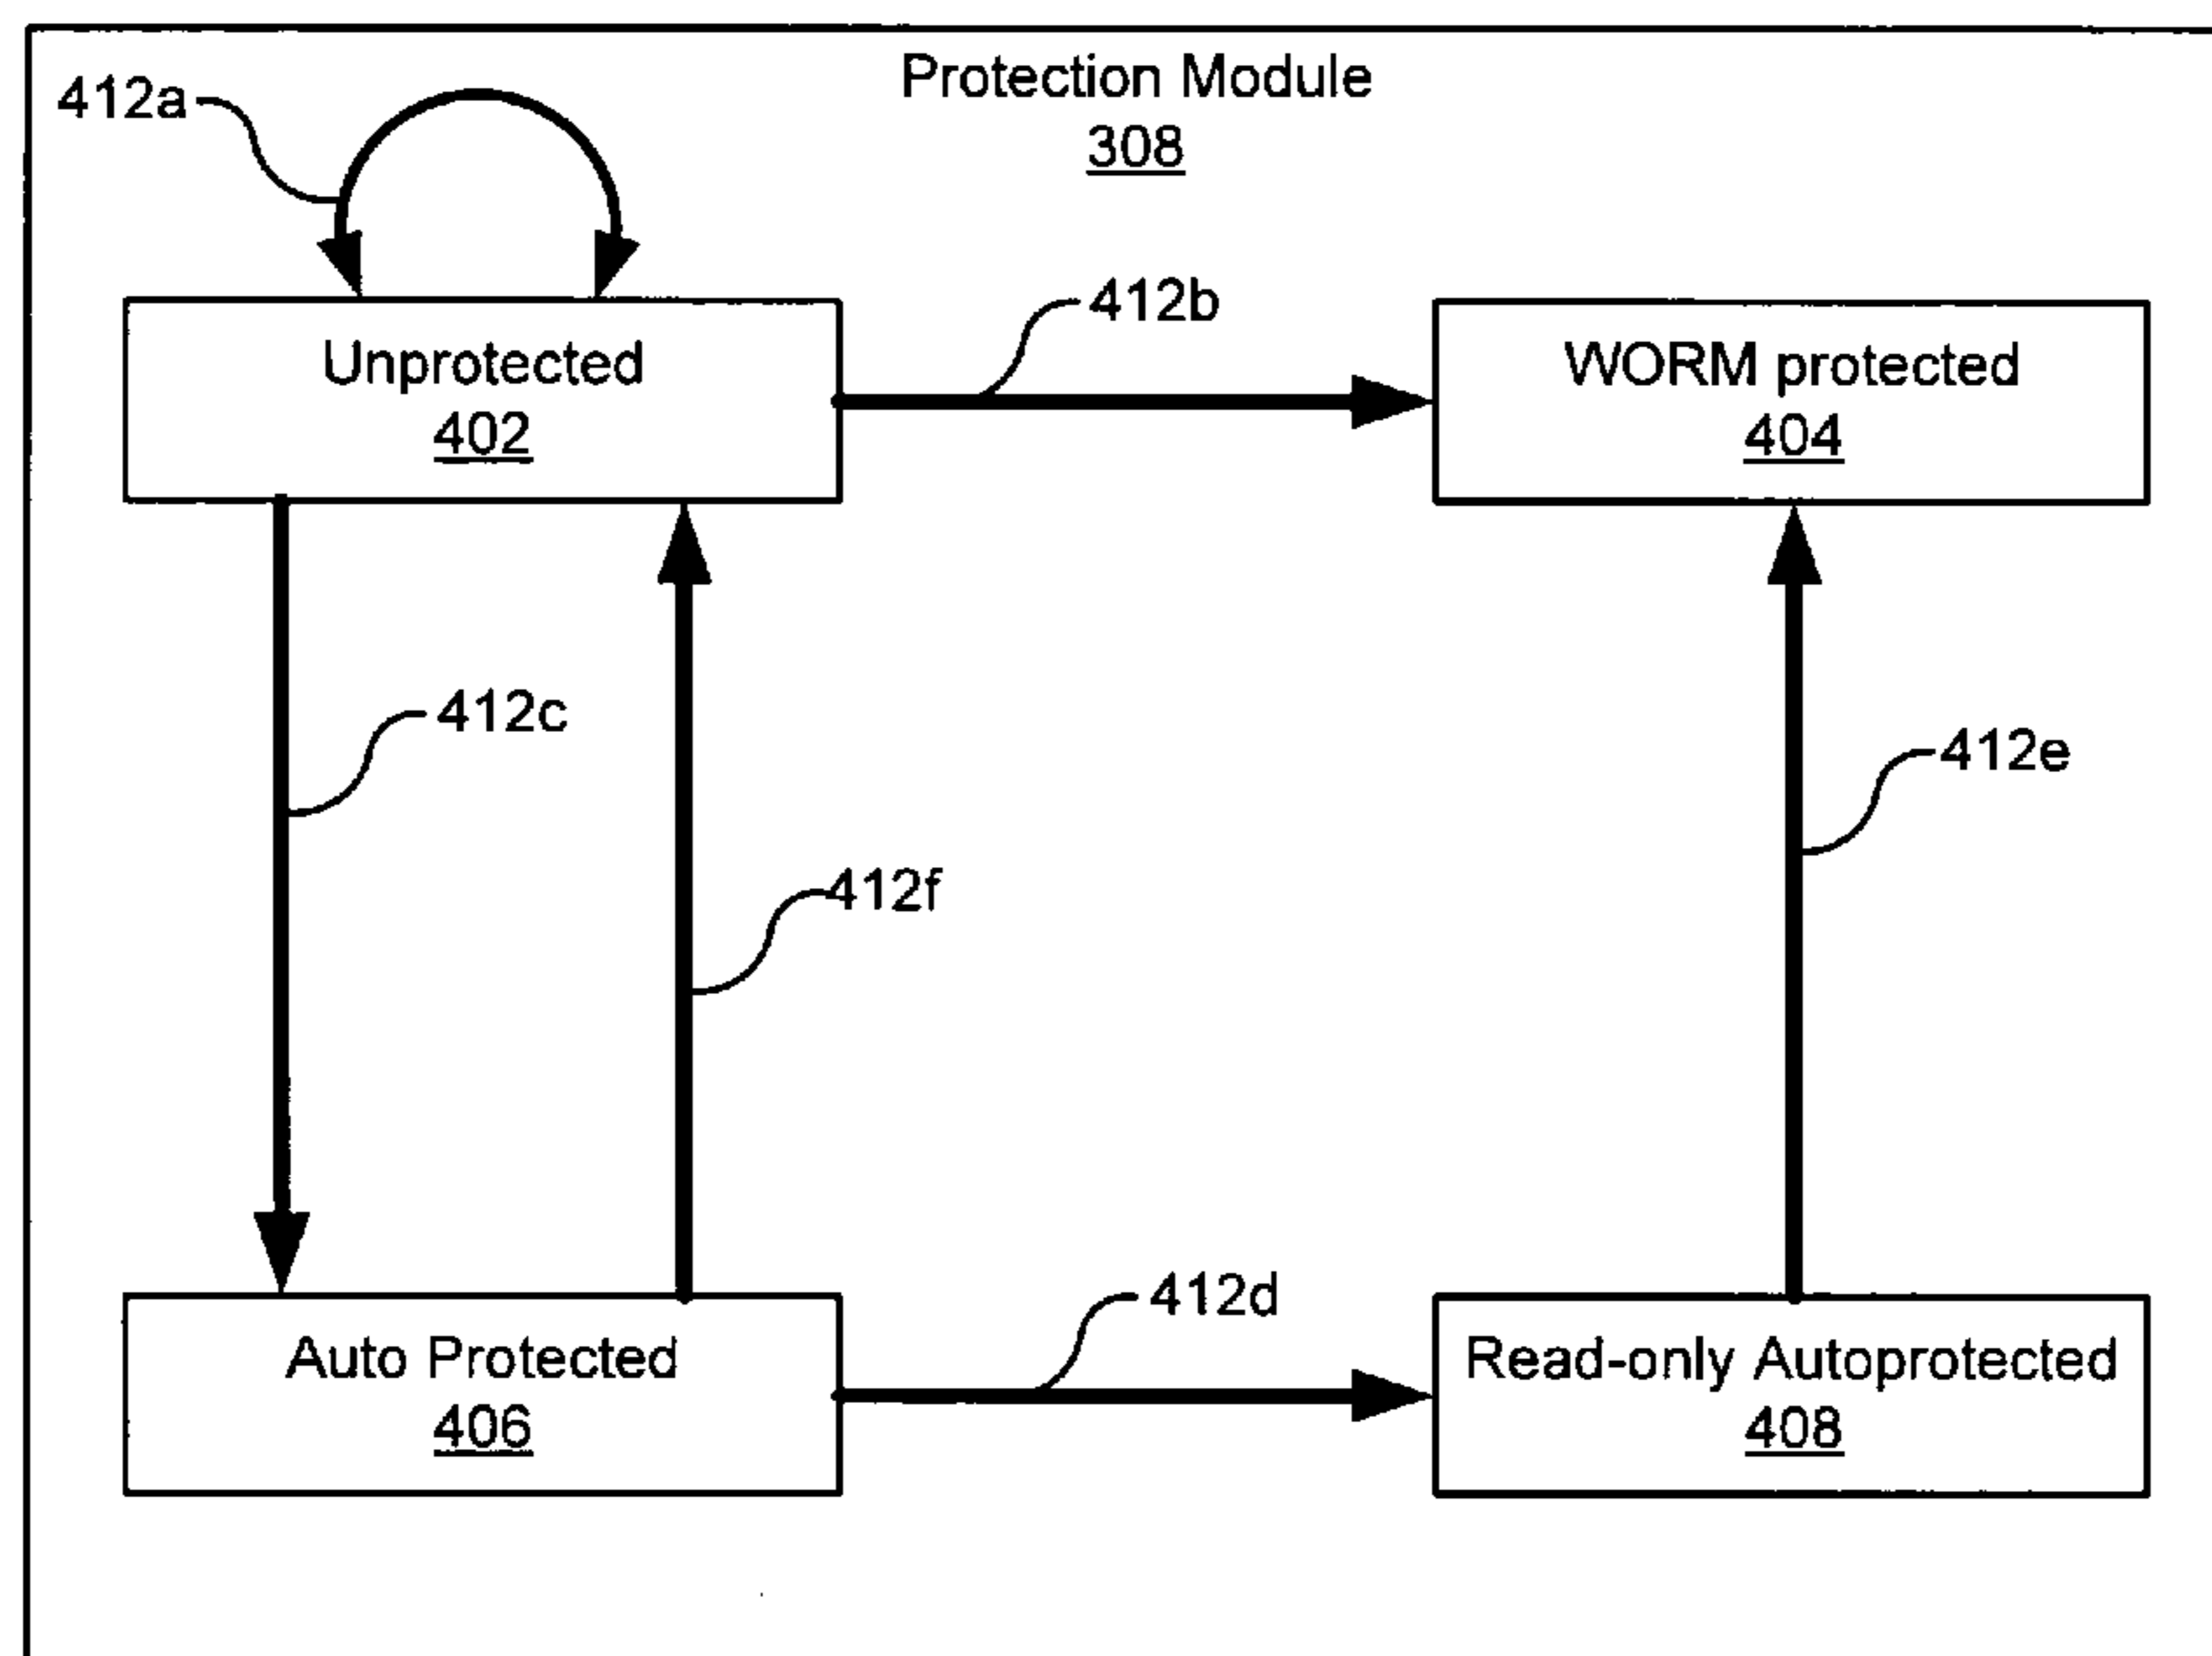 Protection Module
308
412a
412b
Unprotected
402
WORM protected
404
412c
412e
412f
412d
Auto Protected
406
Read-only Autoprotected
408